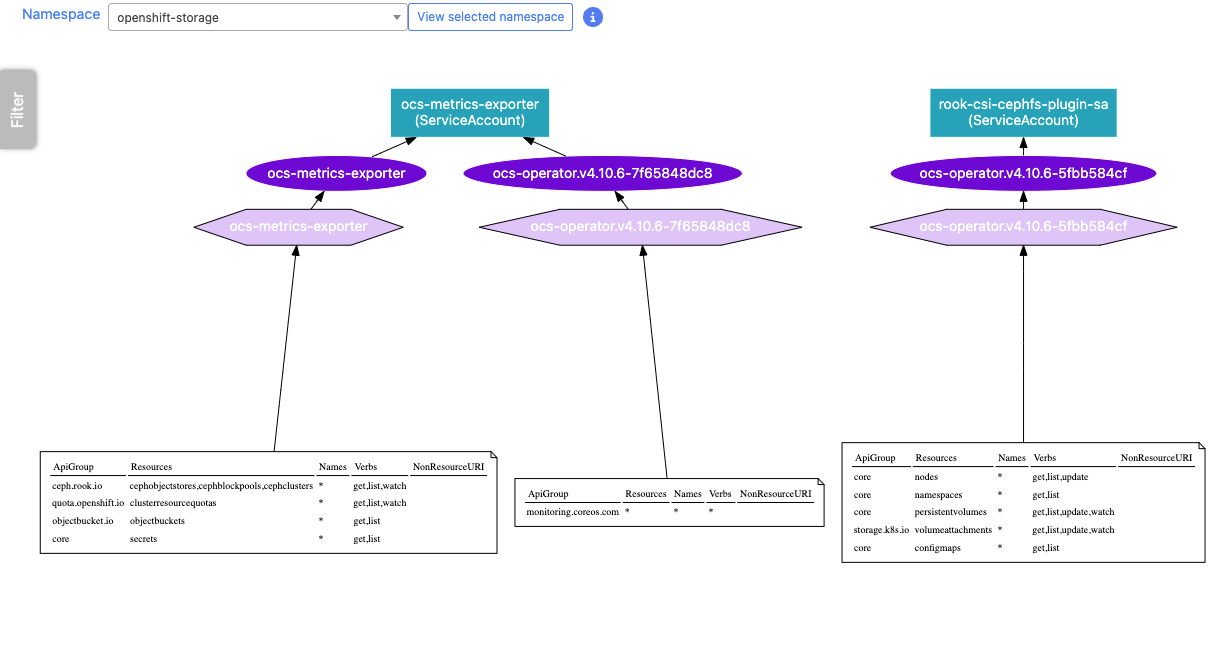 Namespace
openshift-storage
View selected namespace
i
Filter
ocs-metrics-exporter
(ServiceAccount)
rook-csi-cephfs-plugin-sa
(ServiceAccount)
ocs-metrics-exporter
ocs-operator.v4.10.6-7f65848dc8
ocs-operator.v4.10.6-5fbb584cf
ocs-metrics-exporter
ocs-operator.v4.10.6-7f65848dc8
ocs-operator.v4.10.6-5fbb584cf
ApiGroup Resources Names Verbs NonResourceURI
ceph.rook.io cephobjectstores,cephblockpools,cephclusters * get,list,watch
quota.openshift.io clusterresourcequotas * get,list,watch
objectbucket.io objectbuckets * get,list
core secrets * get,list
ApiGroup Resources Names Verbs NonResourceURI
monitoring.coreos.com * * *
ApiGroup Resources Names Verbs NonResourceURI
core nodes * get,list,update
core namespaces * get,list
core persistentvolumes * get,list,update,watch
storage.k8s.io volumeattachments * get,list,update,watch
core configmaps * get,list